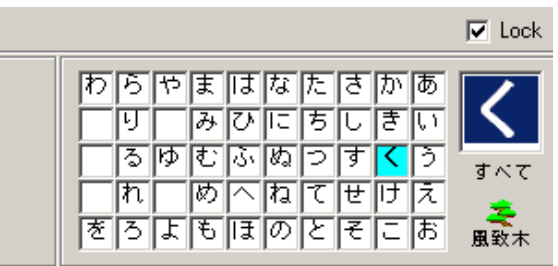 Lock
わ ら や ま は な た さ か あ
り み ひ に ち し き い
る ゆ む ふ ぬ つ す く う
れ め へ ね て せ け え
を ろ よ も ほ の と そ こ お
く
すべて
風致木